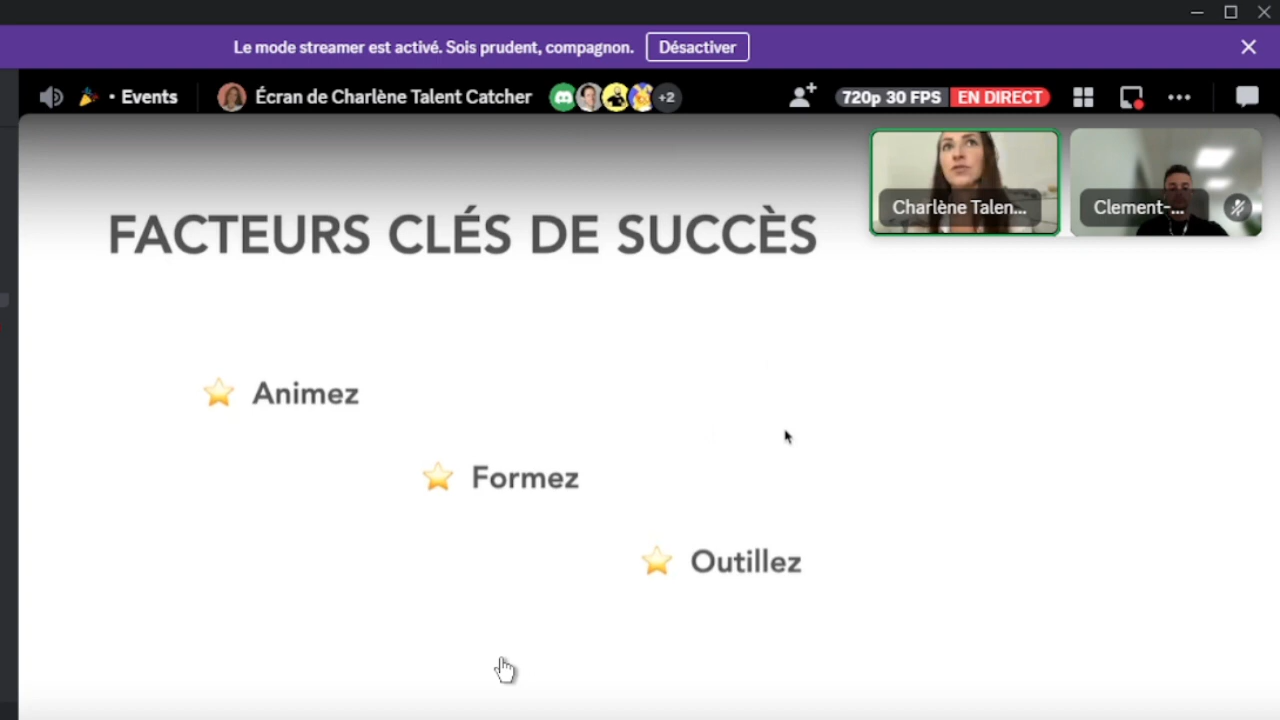 Le mode streamer est activé. Sois prudent, compagnon. Désactiver
• Events
Écran de Charlène Talent Catcher
+2
720p 30 FPS EN DIRECT
Charlène Talen...
Clement-...
FACTEURS CLÉS DE SUCCÈS
Animez
Formez
Outillez